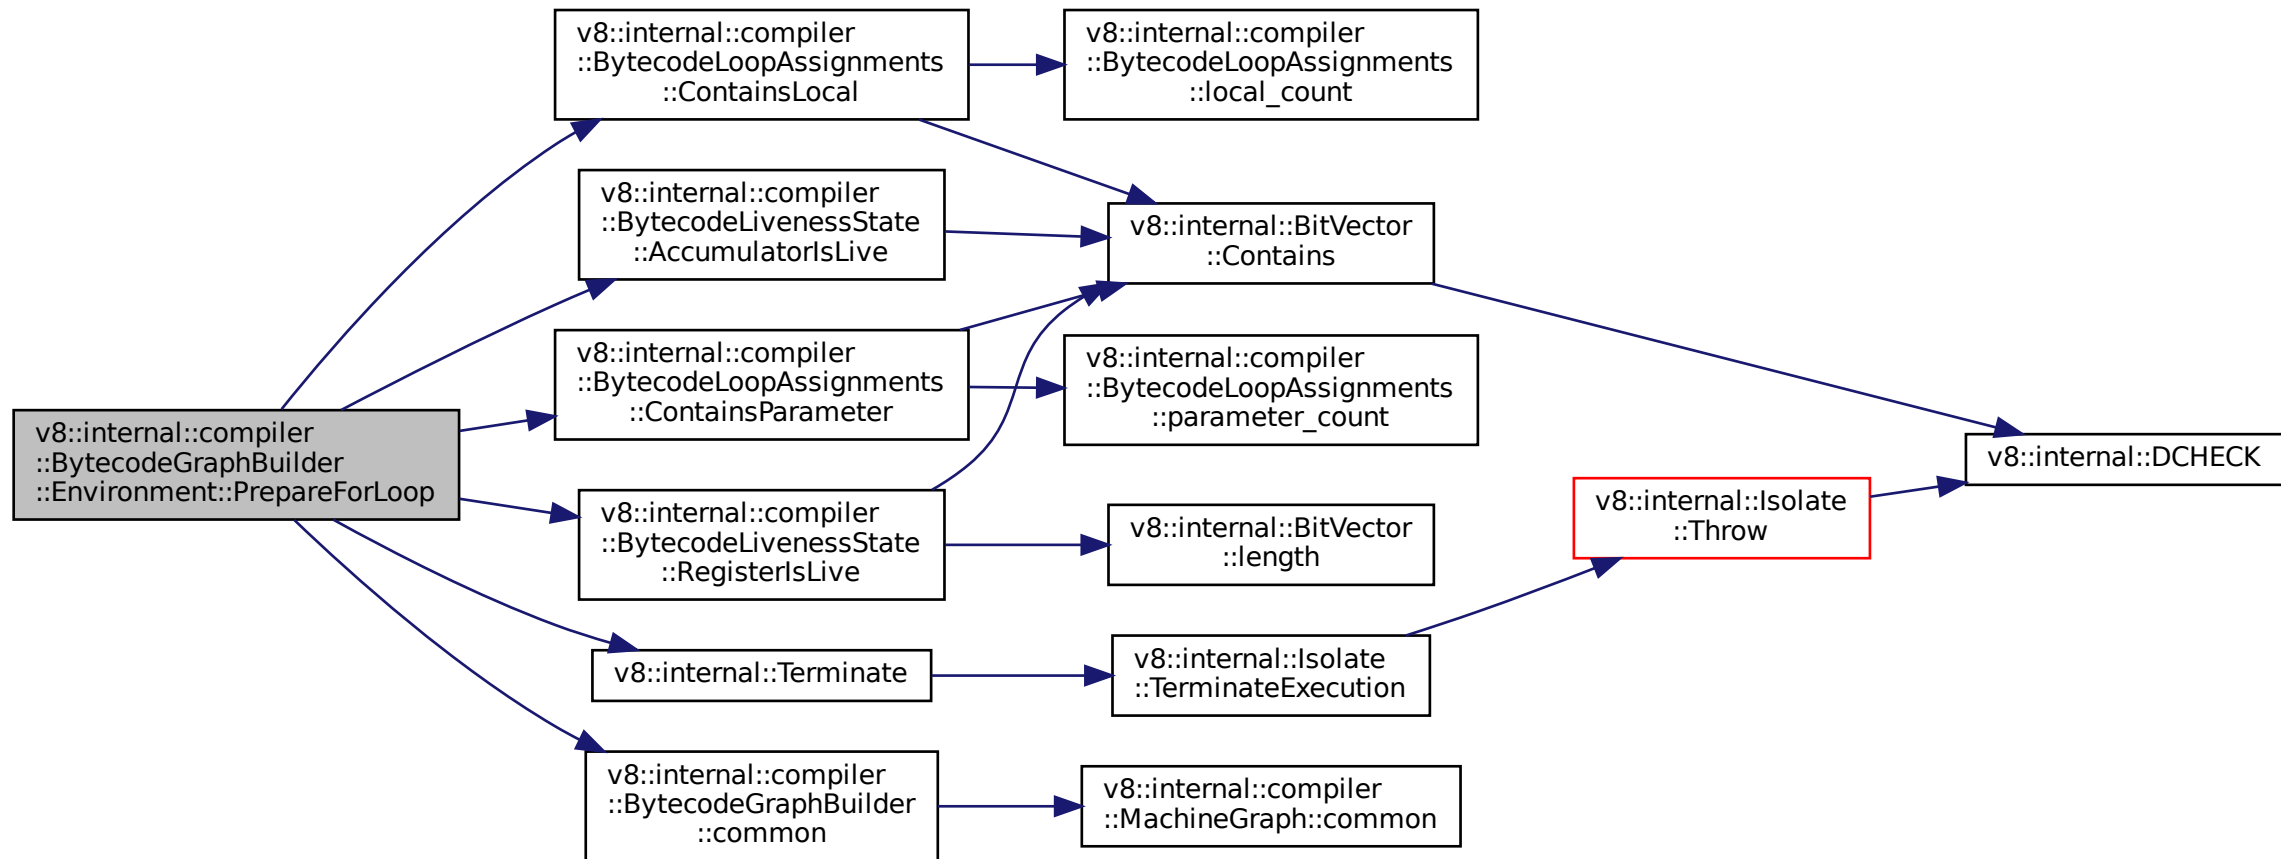 v8::internal::compiler
::BytecodeGraphBuilder
::Environment::PrepareForLoop
v8::internal::compiler
::BytecodeLoopAssignments
::ContainsLocal
v8::internal::compiler
::BytecodeLoopAssignments
::local_count
v8::internal::compiler
::BytecodeLivenessState
::AccumulatorIsLive
v8::internal::BitVector
::Contains
v8::internal::compiler
::BytecodeLoopAssignments
::ContainsParameter
v8::internal::compiler
::BytecodeLoopAssignments
::parameter_count
v8::internal::DCHECK
v8::internal::compiler
::BytecodeLivenessState
::RegisterIsLive
v8::internal::BitVector
::length
v8::internal::Isolate
::Throw
v8::internal::Terminate
v8::internal::Isolate
::TerminateExecution
v8::internal::compiler
::BytecodeGraphBuilder
::common
v8::internal::compiler
::MachineGraph::common